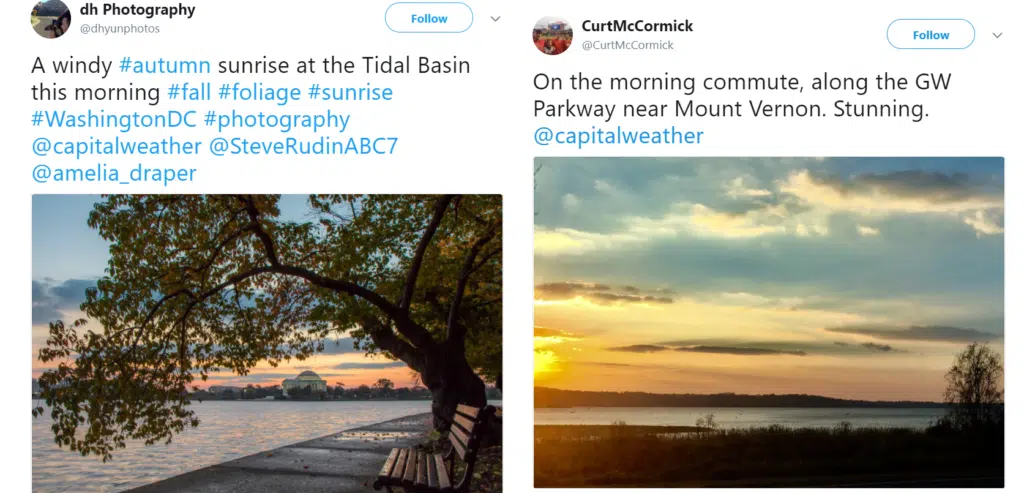 dh Photography
@dhyunphotos
Follow
A windy #autumn sunrise at the Tidal Basin
this morning #fall #foliage #sunrise
#WashingtonDC #photography
@capitalweather @SteveRudinABC7
@amelia_draper
CurtMcCormick
@CurtMcCormick
Follow
On the morning commute, along the GW
Parkway near Mount Vernon. Stunning.
@capitalweather